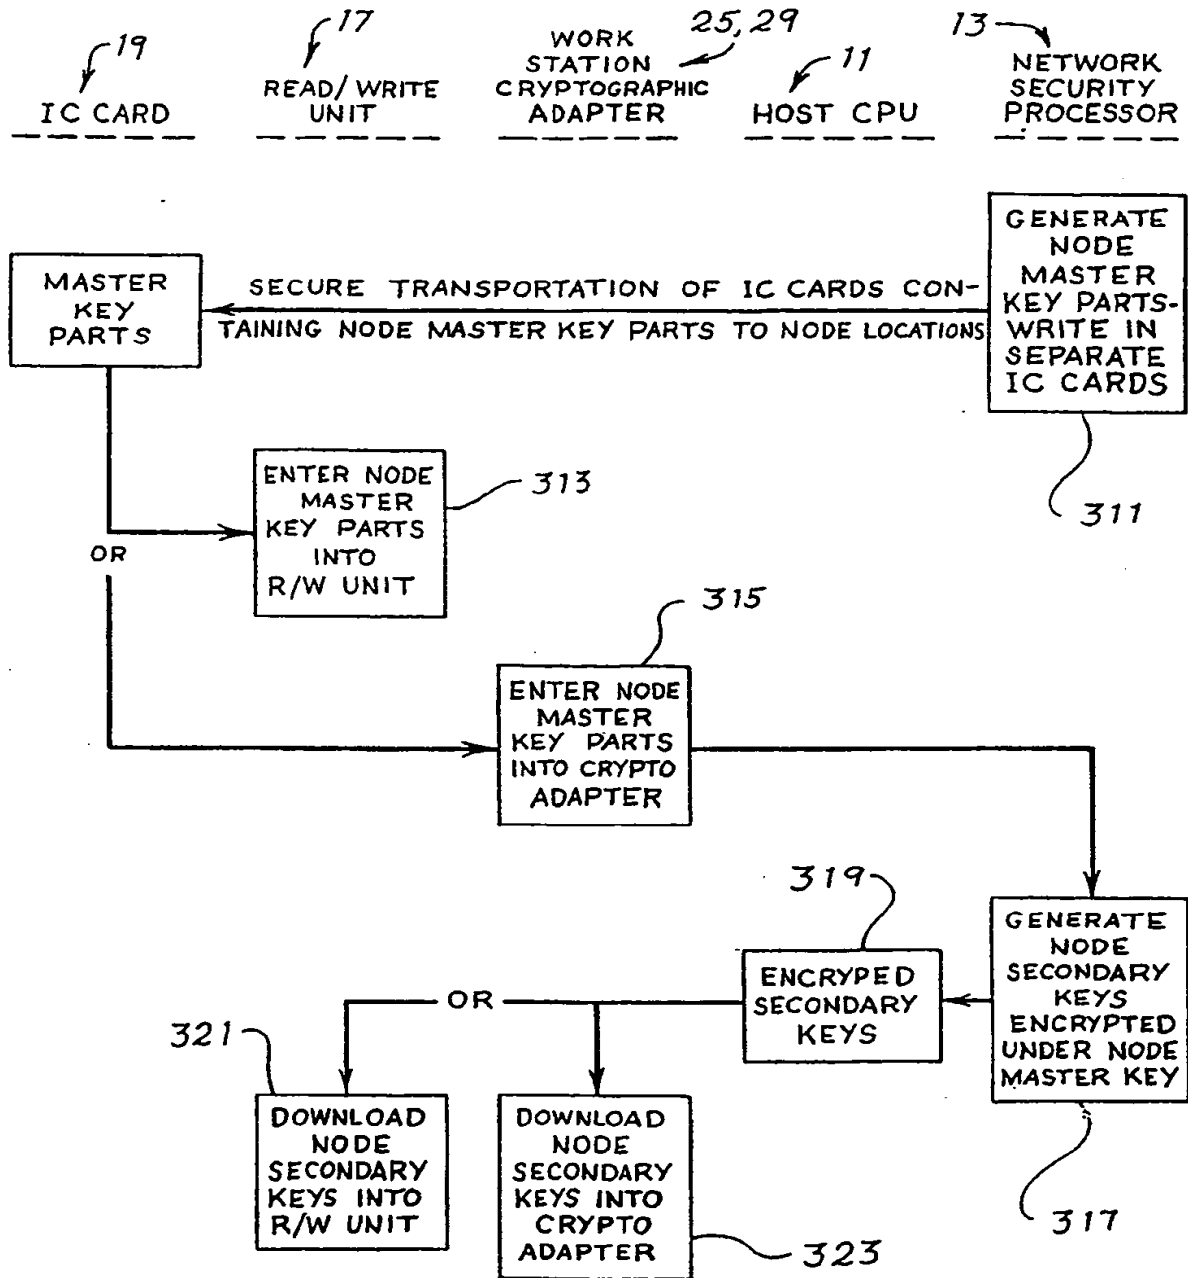 19
IC CARD
17
READ/WRITE
UNIT
25, 29
WORK
STATION
CRYPTOGRAPHIC
ADAPTER
11
HOST CPU
13
NETWORK
SECURITY
PROCESSOR
GENERATE
NODE
MASTER
KEY PARTS-
WRITE IN
SEPARATE
IC CARDS
311
SECURE TRANSPORTATION OF IC CARDS CON-
TAINING NODE MASTER KEY PARTS TO NODE LOCATIONS
MASTER
KEY
PARTS
OR
ENTER NODE
MASTER
KEY PARTS
INTO
R/W UNIT
313
315
ENTER NODE
MASTER
KEY PARTS
INTO CRYPTO
ADAPTER
GENERATE
NODE
SECONDARY
KEYS
ENCRYPTED
UNDER NODE
MASTER KEY
317
319
ENCRYPED
SECONDARY
KEYS
OR
321
DOWNLOAD
NODE
SECONDARY
KEYS INTO
R/W UNIT
DOWNLOAD
NODE
SECONDARY
KEYS INTO
CRYPTO
ADAPTER
323